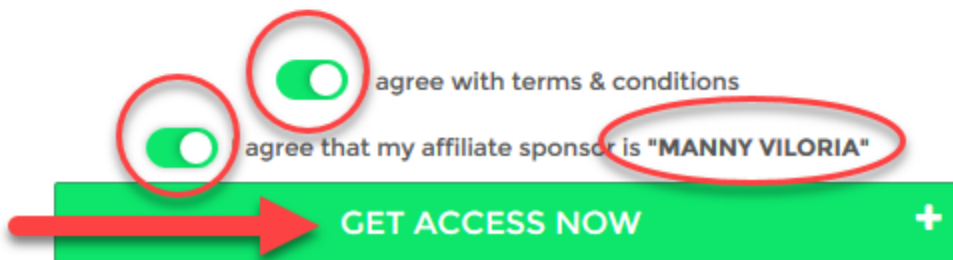 I agree with terms & conditions
I agree that my affiliate sponsor is "MANNY VILORIA"
GET ACCESS NOW +